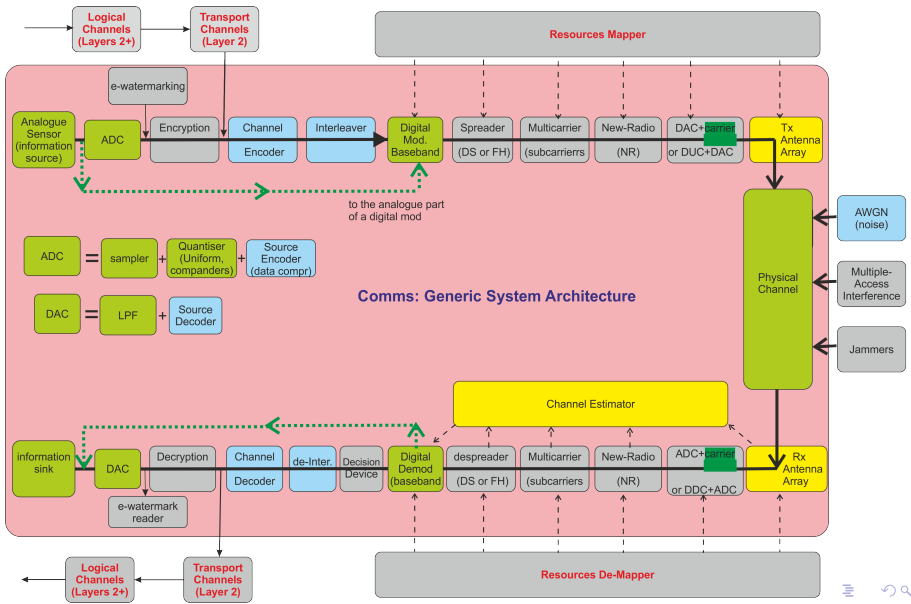 Logical
Channels
(Layers 2+)
Transport
Channels
(Layer 2)
Resources Mapper
e-watermarking
Analogue
Sensor
(information
source)
ADC
Encryption
Channel
Encoder
Interleaver
Digital
Mod.
Baseband
Spreader
(DS or FH)
Multicarrier
(subcarrierrs
New-Radio
(NR)
DAC+carrier
or DUC+DAC
Tx
Antenna
Array
to the analogue part
of a digital mod
ADC
=
sampler
+
Quantiser
(Uniform,
companders)
+
Source
Encoder
(data compr)
DAC
=
LPF
+
Source
Decoder
Comms: Generic System Architecture
Physical
Channel
AWGN
(noise)
Multiple-
Access
Interference
Jammers
Channel Estimator
information
sink
DAC
Decryption
Channel
Decoder
de-Inter.
Decision
Device
Digital
Demod
(baseband
despreader
(DS or FH)
Multicarrier
(subcarriers
New-Radio
(NR)
ADC+carrier
or DDC+ADC
Rx
Antenna
Array
e-watermark
reader
Logical
Channels
(Layers 2+)
Transport
Channels
(Layer 2)
Resources De-Mapper